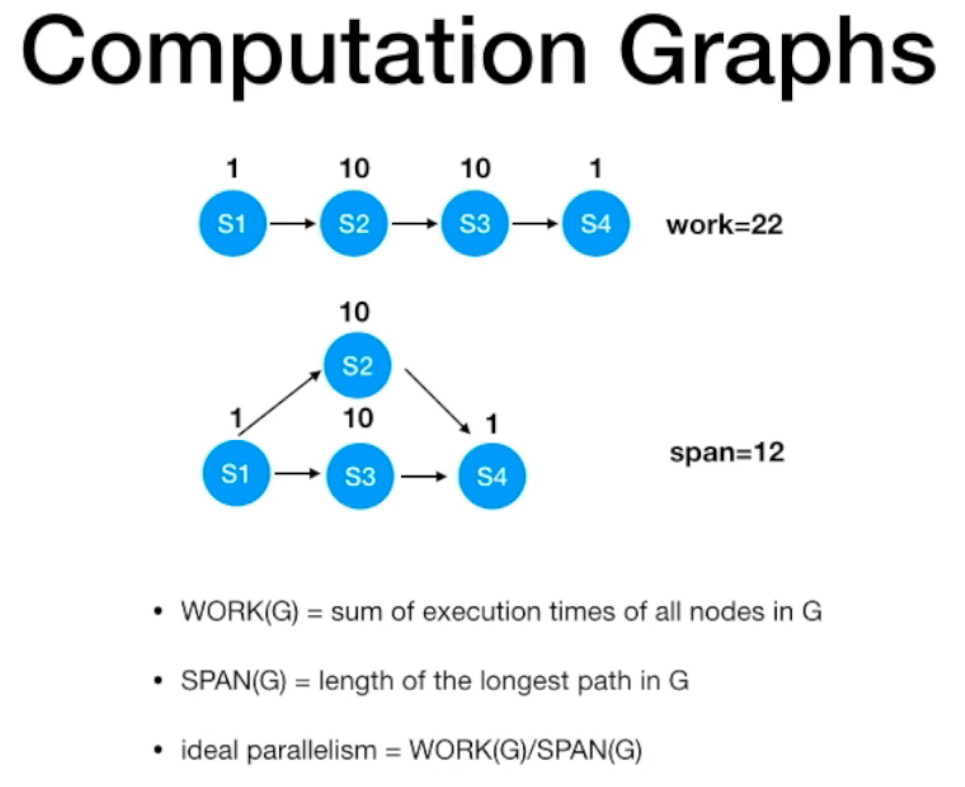 Computation Graphs
1 10 10 1
S1 S2 S3 S4 work=22
10
S2
1 10 1
S1 S3 S4 span=12
• WORK(G) = sum of execution times of all nodes in G
• SPAN(G) = length of the longest path in G
• ideal parallelism = WORK(G)/SPAN(G)